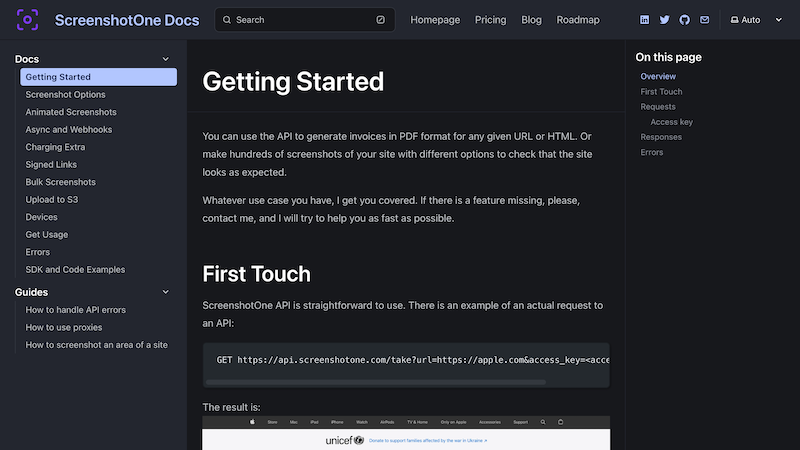 ScreenshotOne Docs
Search
Homepage
Pricing
Blog
Roadmap
Auto
Docs
Getting Started
Screenshot Options
Animated Screenshots
Async and Webhooks
Charging Extra
Signed Links
Bulk Screenshots
Upload to S3
Devices
Get Usage
Errors
SDK and Code Examples
Guides
How to handle API errors
How to use proxies
How to screenshot an area of a site
Getting Started
You can use the API to generate invoices in PDF format for any given URL or HTML. Or
make hundreds of screenshots of your site with different options to check that the site
looks as expected.
Whatever use case you have, I get you covered. If there is a feature missing, please,
contact me, and I will try to help you as fast as possible.
First Touch
ScreenshotOne API is straightforward to use. There is an example of an actual request to
an API:
GET https://api.screenshotone.com/take?url=https://apple.com&access_key=<acce
The result is:
Store
Mac
iPad
iPhone
Watch
AirPods
TV & Home
Only on Apple
Accessories
Support
unicef
Donate to support families affected by the war in Ukraine
On this page
Overview
First Touch
Requests
Access key
Responses
Errors